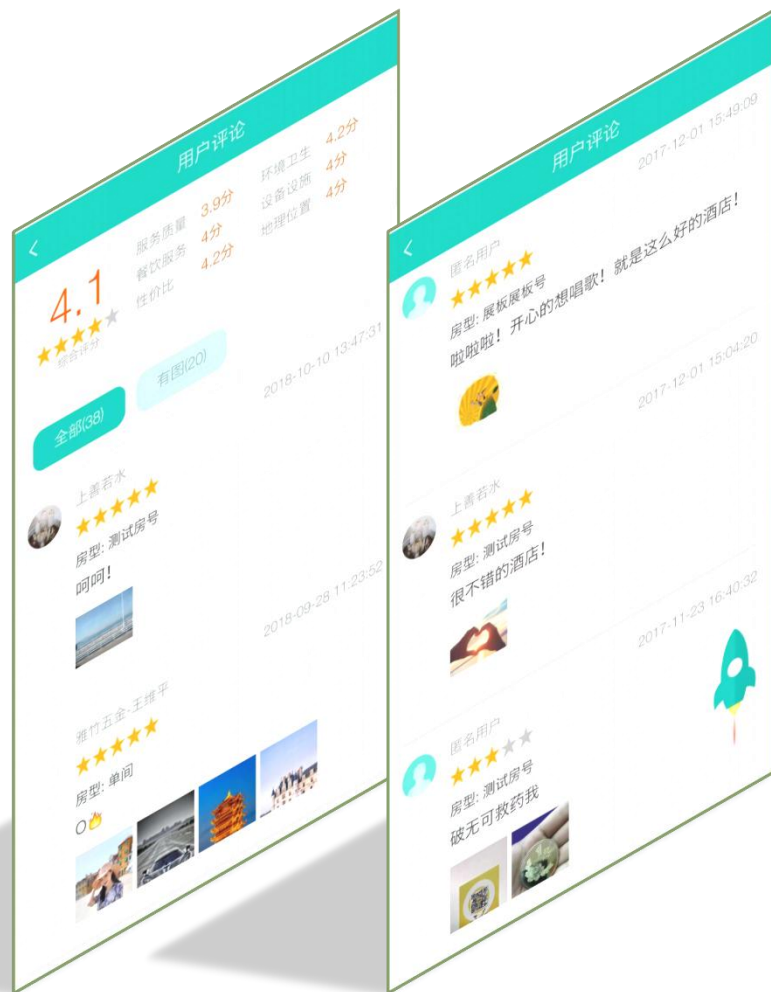 用户评论
4.1
综合评分
服务质量 3.9分
环境卫生 4.2分
餐饮服务 4分
设备设施 4分
性价比 4.2分
地理位置 4分
全部(38)
有图(20)
2018-10-10 13:47:31
上善若水
房型: 测试房号
呵呵!
2018-09-28 11:23:52
雅竹五金-王维平
房型: 单间
O
用户评论
2017-12-01 15:49:09
匿名用户
房型: 展板展板号
啦啦啦！开心的想唱歌！就是这么好的酒店！
2017-12-01 15:04:20
上善若水
房型: 测试房号
很不错的酒店！
2017-11-23 16:40:32
匿名用户
房型: 测试房号
破无可救药我